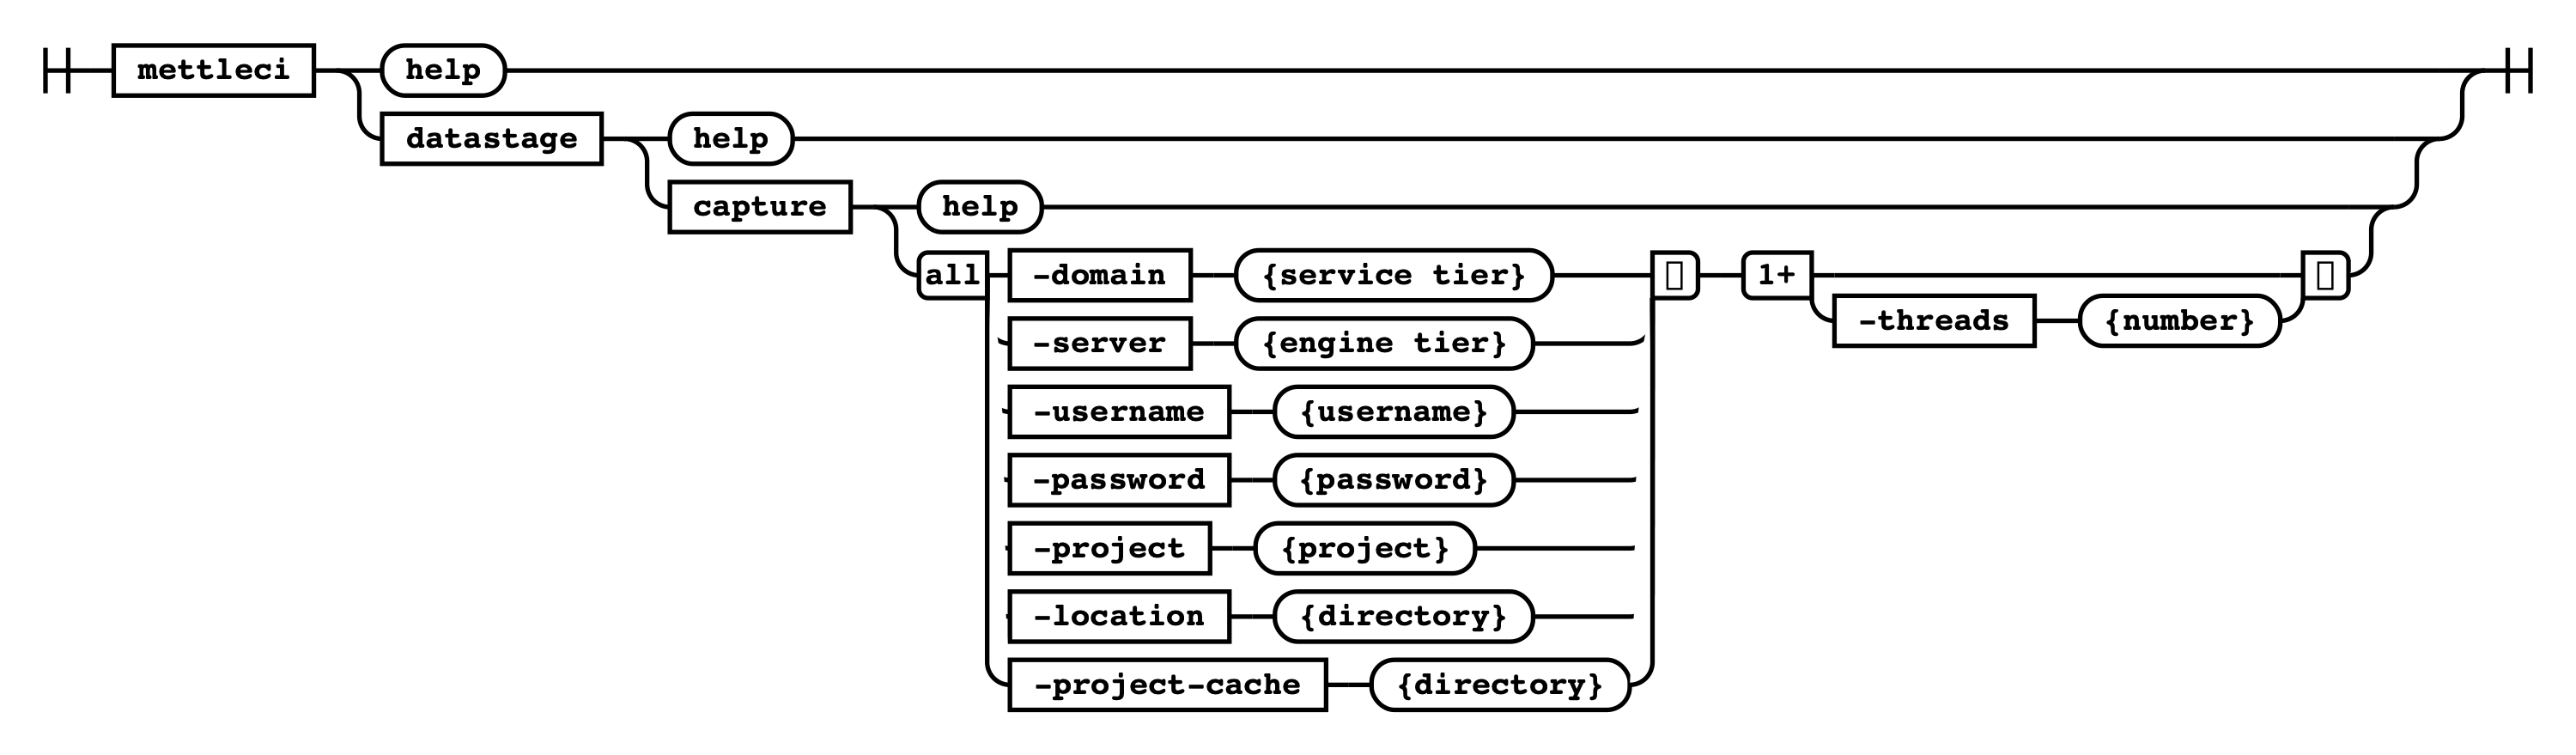 mettleci help
datastage help
capture help
all -domain {service tier} 1+
-threads {number}
-server {engine tier}
-username {username}
-password {password}
-project {project}
-location {directory}
-project-cache {directory}